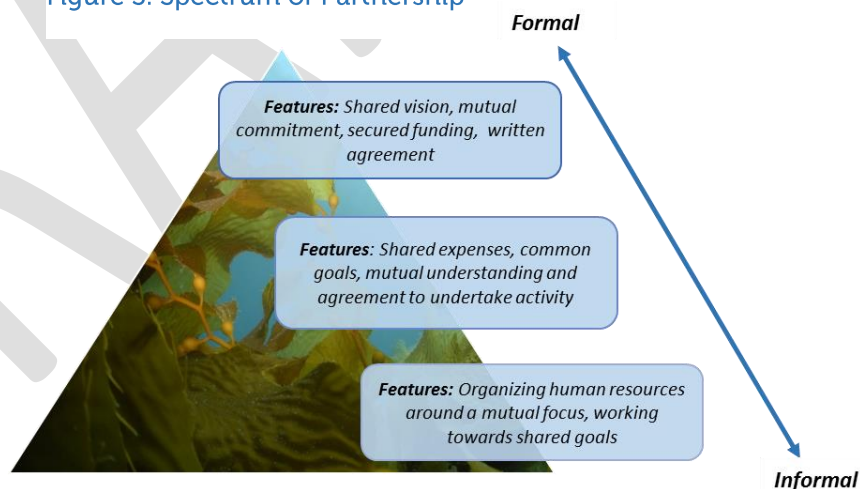 Figure 3: Spectrum of Partnership
Formal
Features: Shared vision, mutual
commitment, secured funding, written
agreement
Features: Shared expenses, common
goals, mutual understanding and
agreement to undertake activity
Features: Organizing human resources
around a mutual focus, working
towards shared goals
Informal